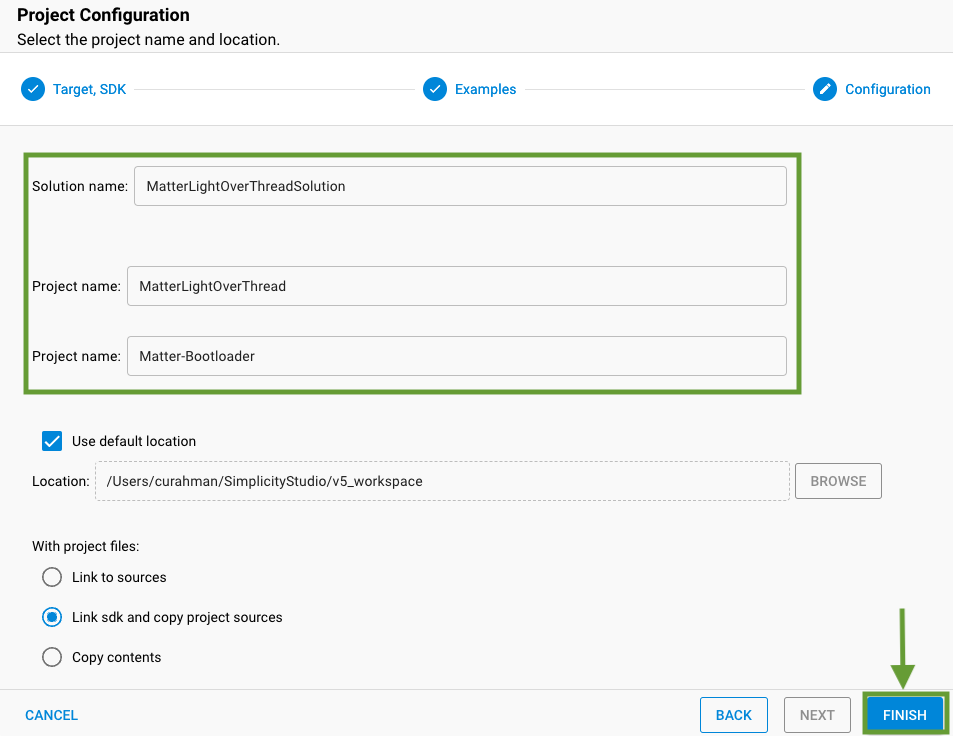 Project Configuration
Select the project name and location.
Target, SDK
Examples
Configuration
Solution name: MatterLightOverThreadSolution
Project name: MatterLightOverThread
Project name: Matter-Bootloader
Use default location
Location: /Users/curahman/SimplicityStudio/v5_workspace BROWSE
With project files:
Link to sources
Link sdk and copy project sources
Copy contents
CANCEL BACK NEXT FINISH